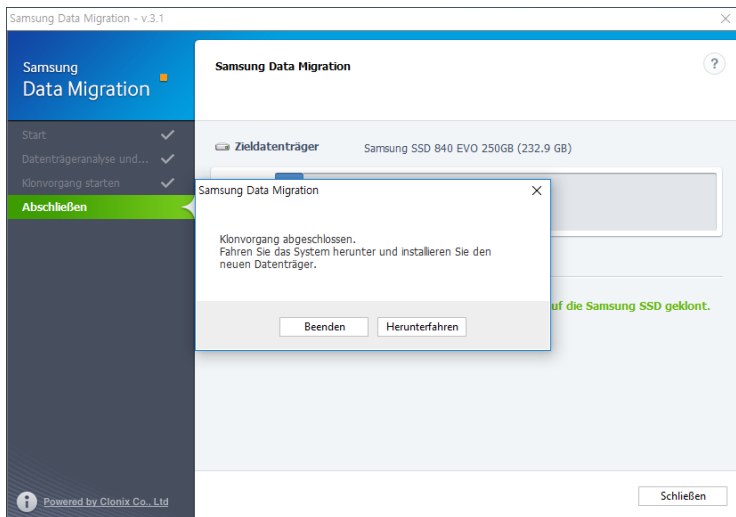 Samsung Data Migration - v.3.1
Samsung
Data Migration
Samsung Data Migration
?
Start
Datenträgeranalyse und...
Klonvorgang starten
Abschließen
Zieldatenträger
Samsung SSD 840 EVO 250GB (232.9 GB)
Samsung Data Migration
Klonvorgang abgeschlossen.
Fahren Sie das System herunter und installieren Sie den
neuen Datenträger.
Beenden
Herunterfahren
die Samsung SSD geklont.
Powered by Clonix Co., Ltd
Schließen